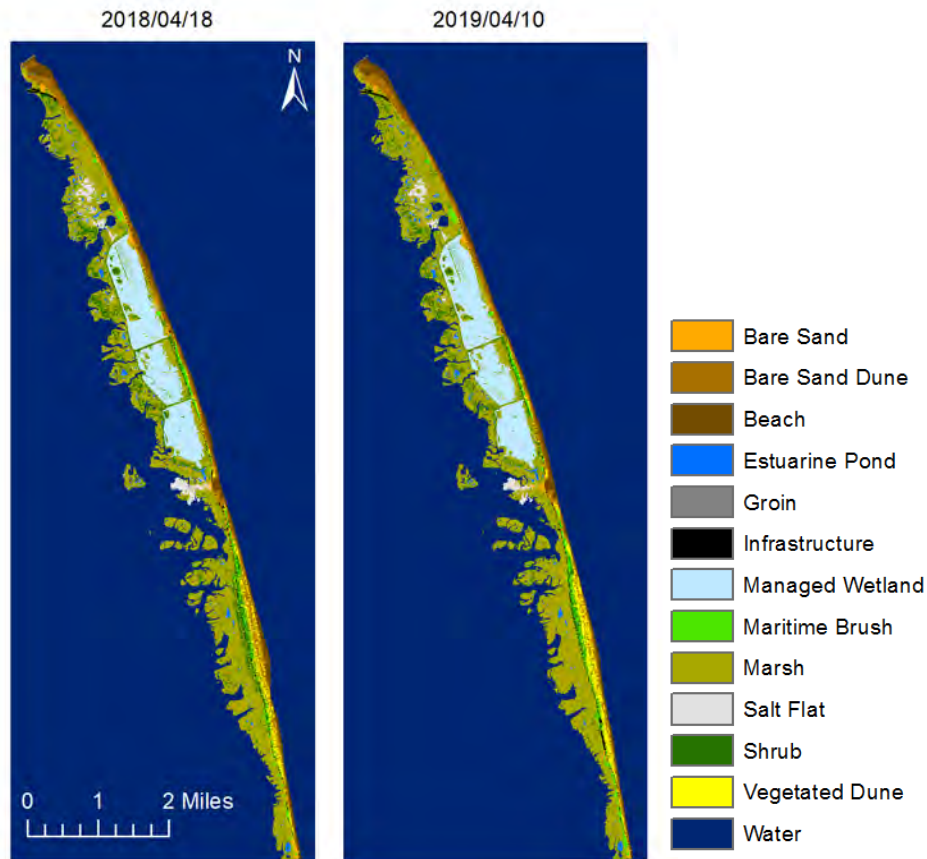 2018/04/18
2019/04/10
N
0 1 2 Miles
Bare Sand
Bare Sand Dune
Beach
Estuarine Pond
Groin
Infrastructure
Managed Wetland
Maritime Brush
Marsh
Salt Flat
Shrub
Vegetated Dune
Water